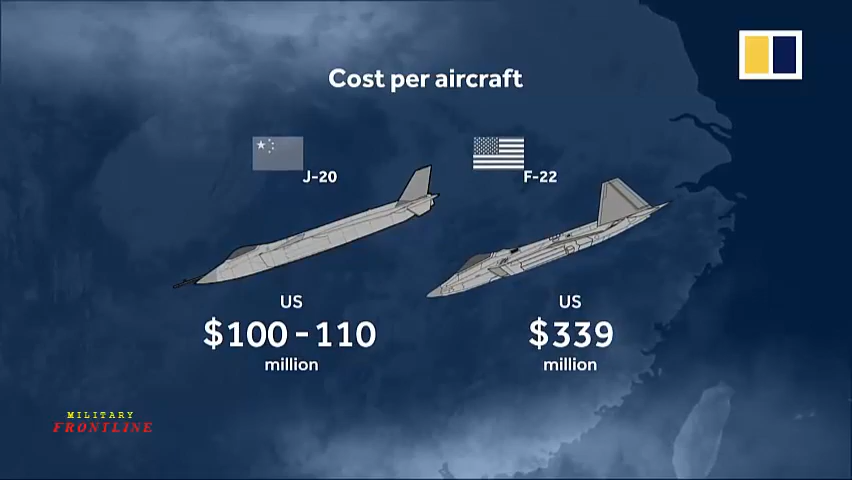 Cost per aircraft
J-20
F-22
US
$100-110
million
US
$339
million
MILITARY
FRONTLINE